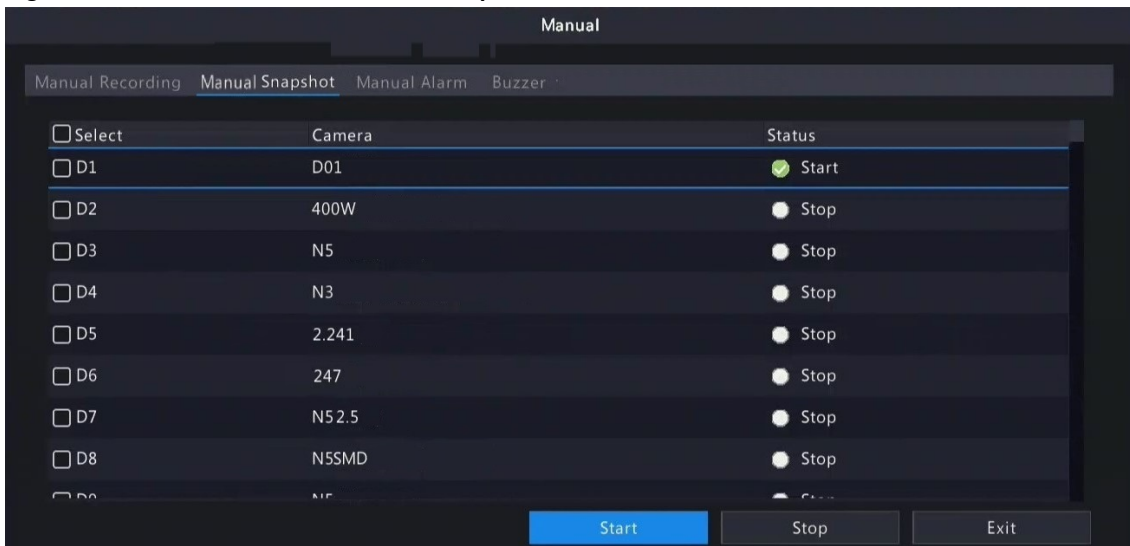 Manual
Manual Recording Manual Snapshot Manual Alarm Buzzer
Select Camera Status
D1 D01 Start
D2 400W Stop
D3 N5 Stop
D4 N3 Stop
D5 2.241 Stop
D6 247 Stop
D7 N52.5 Stop
D8 N5SMD Stop
Start Stop Exit